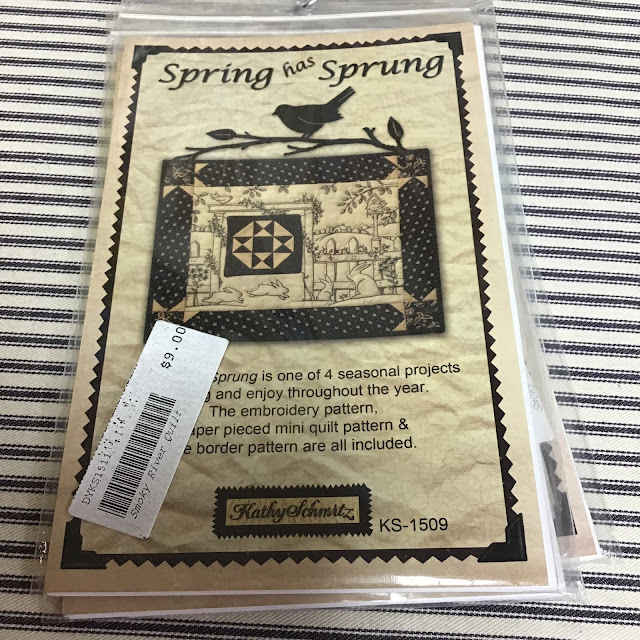 Spring has Sprung
Sprung is one of 4 seasonal projects
and enjoy throughout the year.
The embroidery pattern,
pieced mini quilt pattern &
border pattern are all included.
Kathy Schmitz
KS-1509
$9.00
Smoky River Quilt